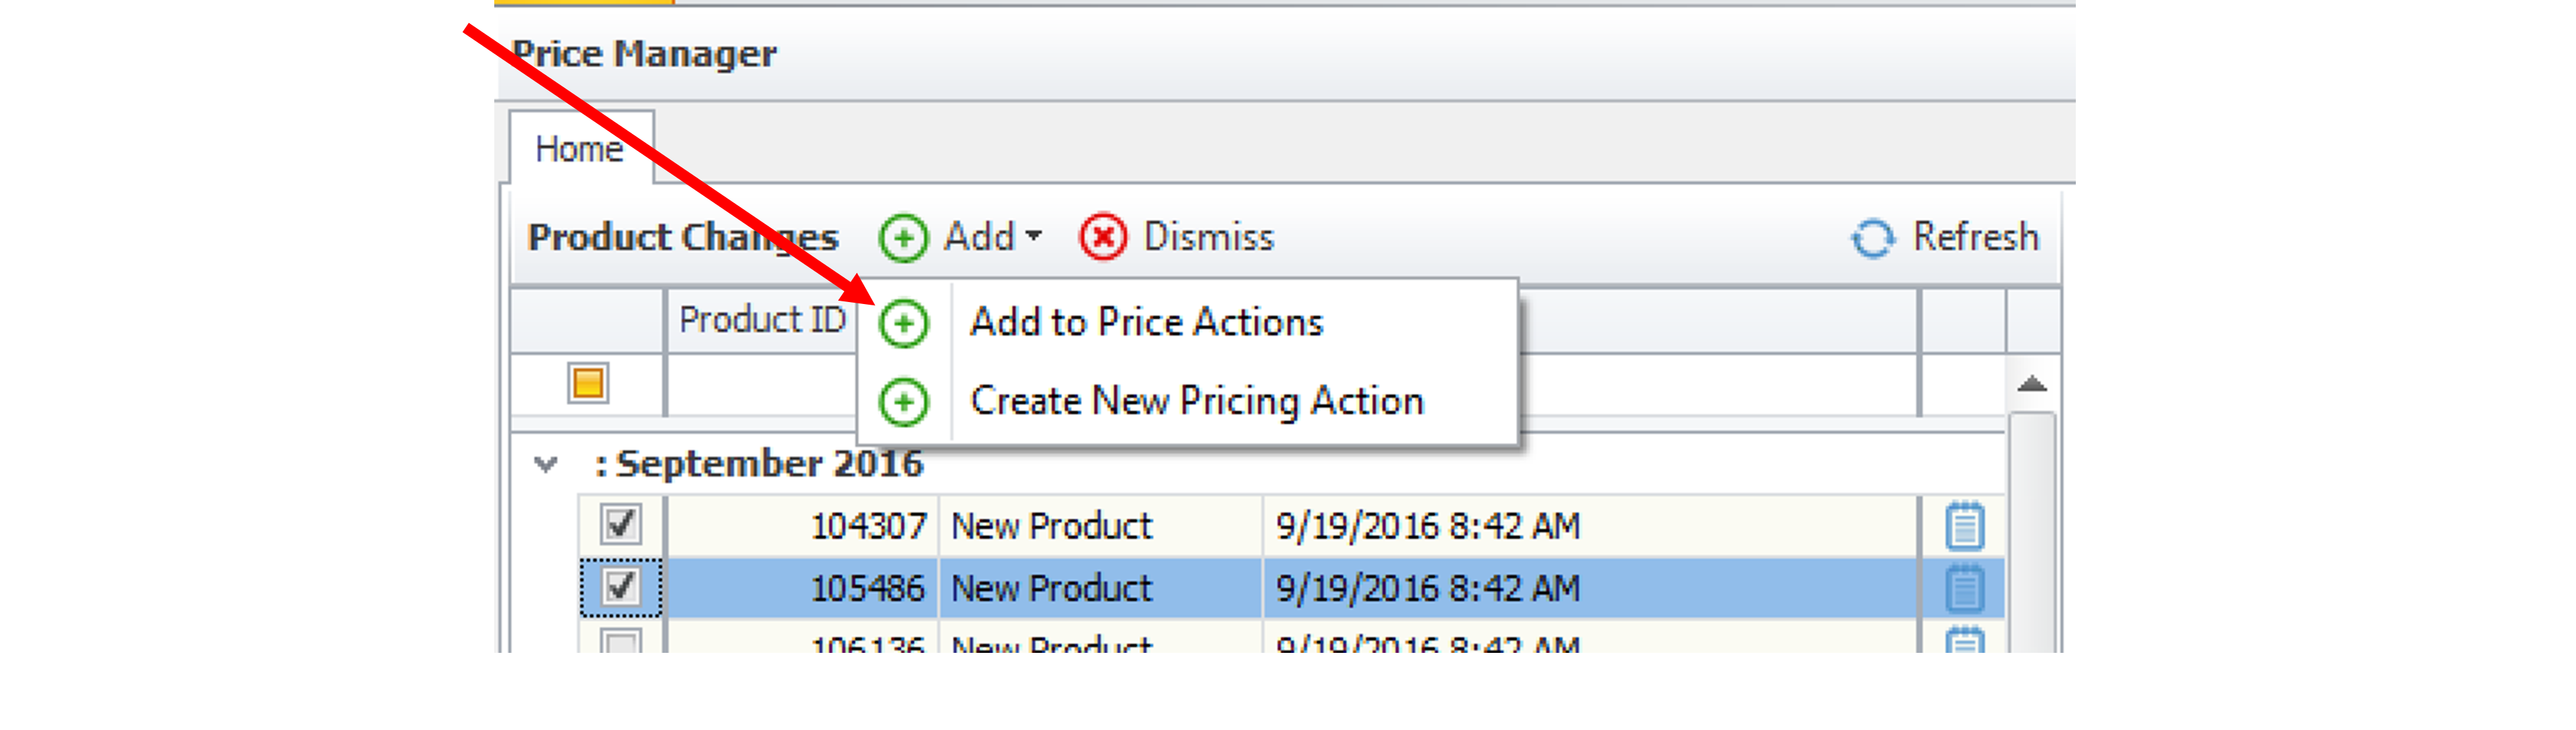 Price Manager
Home
Product Changes Add Dismiss Refresh
Product ID
Add to Price Actions
Create New Pricing Action
: September 2016
104307 New Product 9/19/2016 8:42 AM
105486 New Product 9/19/2016 8:42 AM
106136 New Product 9/19/2016 8:42 AM